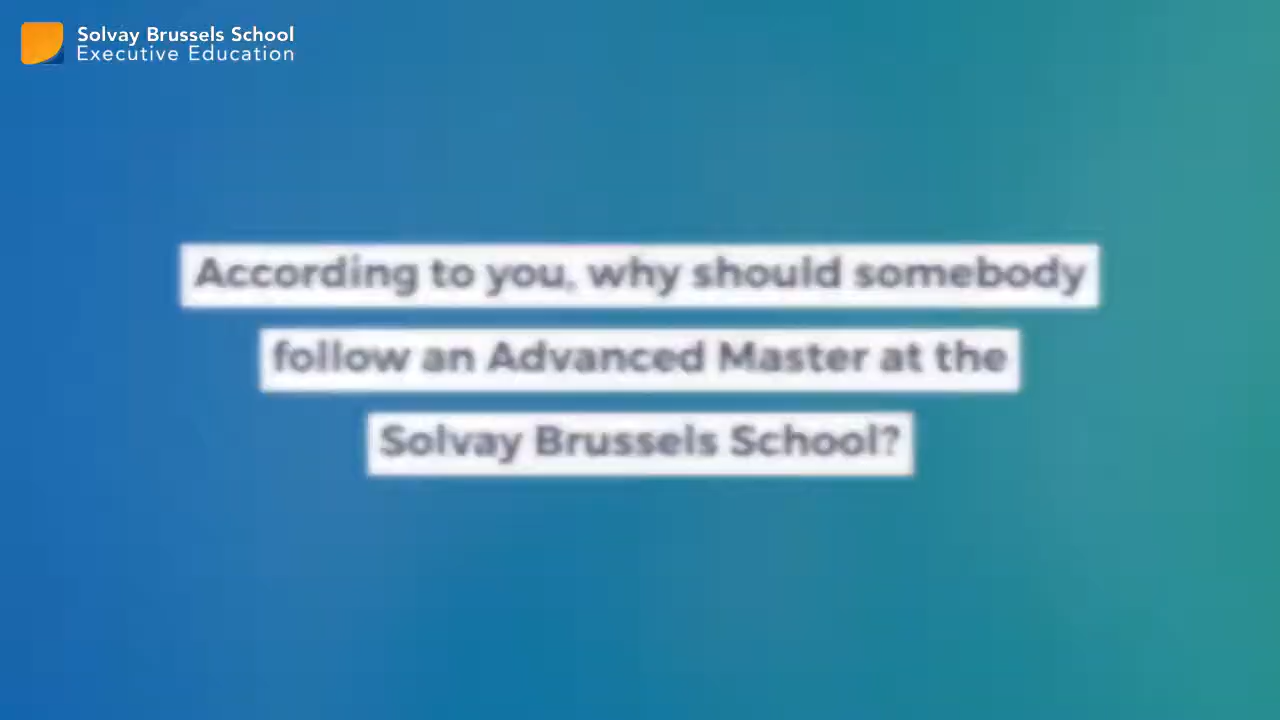 Solvay Brussels School
Executive Education
According to you, why should somebody
follow an Advanced Master at the
Solvay Brussels School?